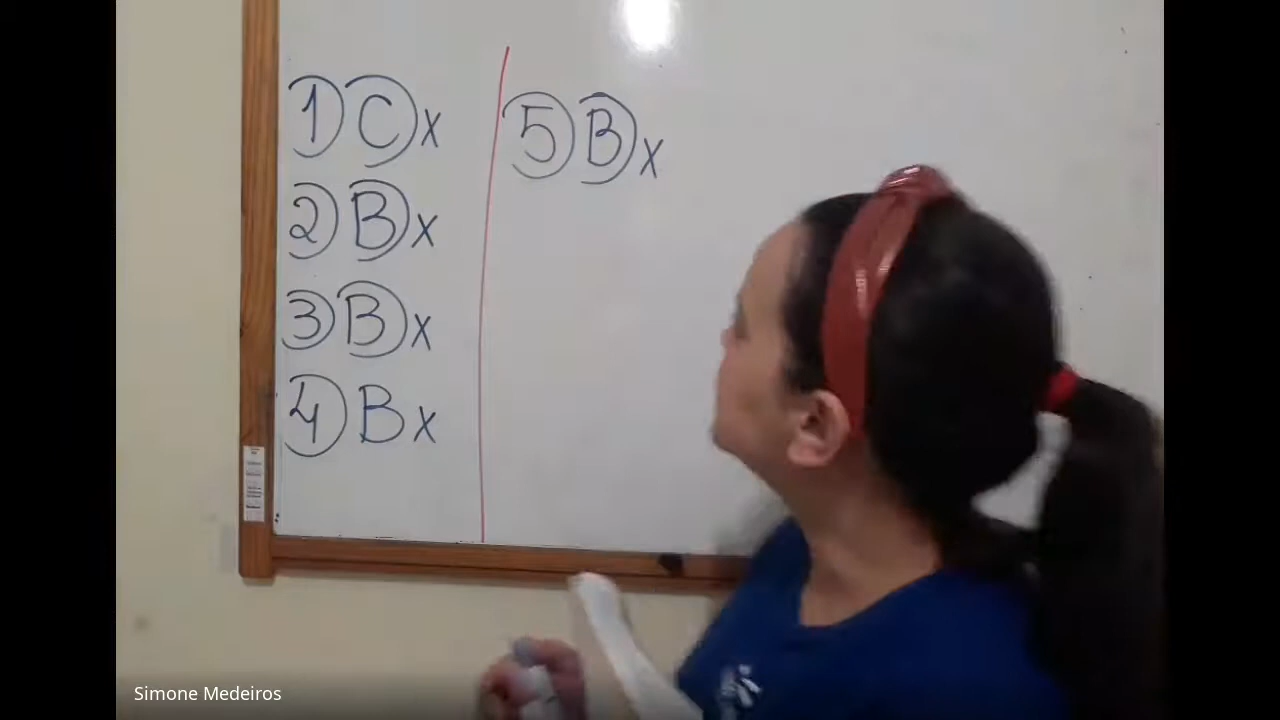 1) C) x
2) B) x
3) B) x
4) B x
5) B) x
Simone Medeiros